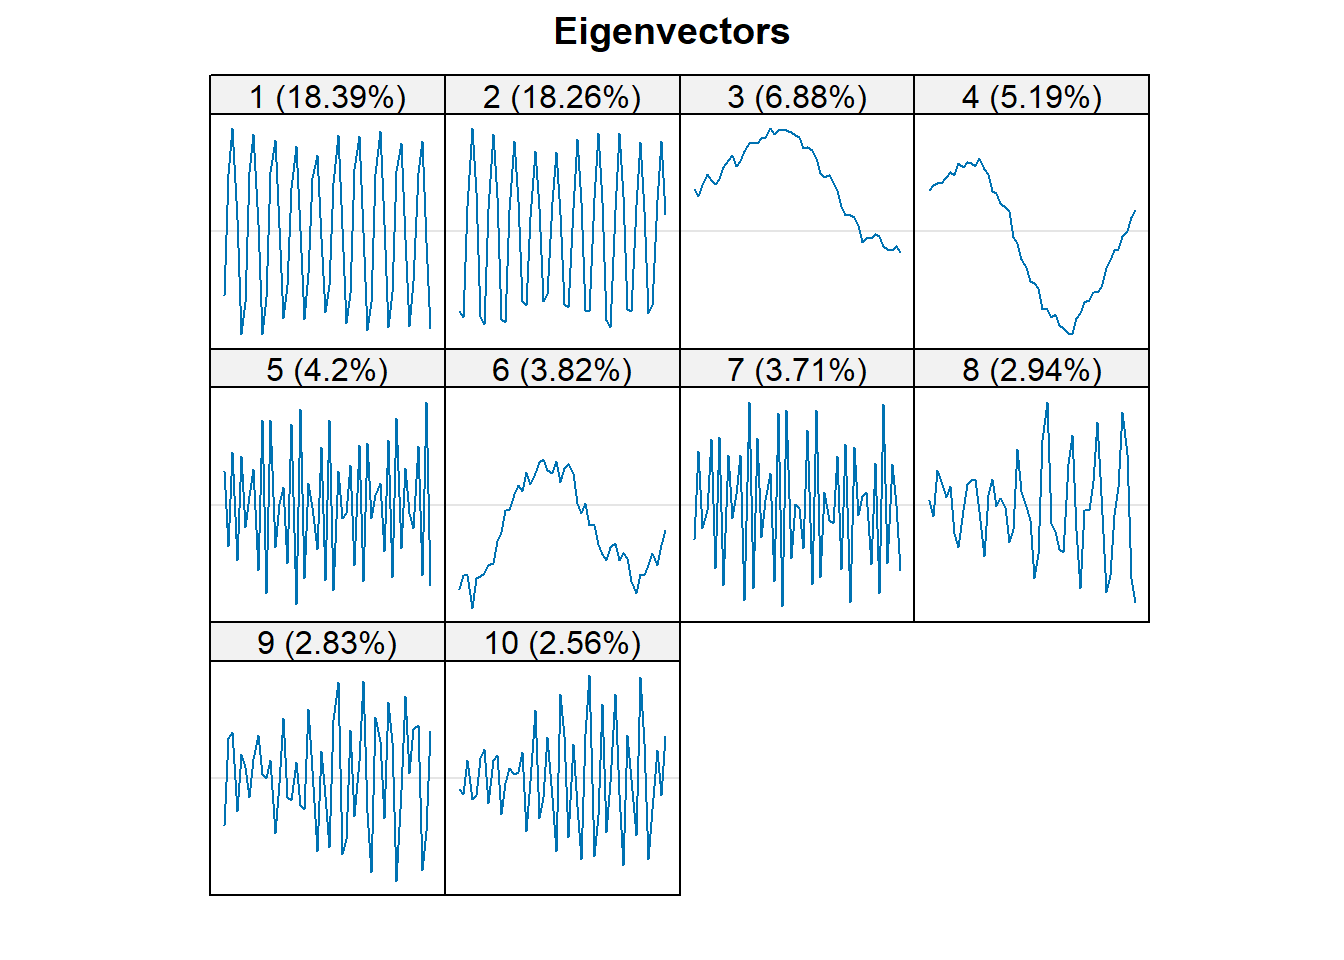 Eigenvectors
1 (18.39%) 2 (18.26%) 3 (6.88%) 4 (5.19%)
5 (4.2%) 6 (3.82%) 7 (3.71%) 8 (2.94%)
9 (2.83%) 10 (2.56%)